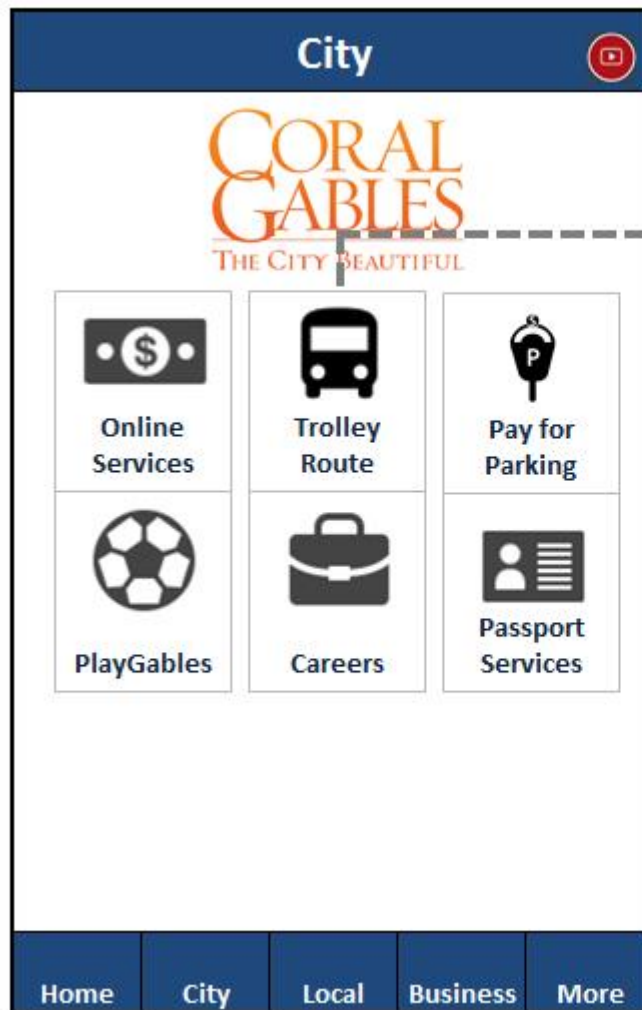 City
CORAL
GABLES
THE CITY BEAUTIFUL
$
Online
Services
Trolley
Route
$
P
Pay for
Parking
PlayGables
Careers
Passport
Services
Home City Local Business More